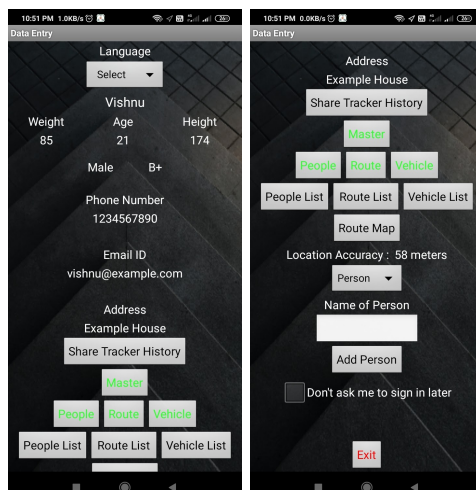 10:51 PM 1.0KB/s
Data Entry
Language
Select
Vishnu
Weight Age Height
85 21 174
Male B+
Phone Number
1234567890
Email ID
vishnu@example.com
Address
Example House
Share Tracker History
Master
People Route Vehicle
People List Route List Vehicle List
10:51 PM 0.0KB/s
Data Entry
Address
Example House
Share Tracker History
Master
People Route Vehicle
People List Route List Vehicle List
Route Map
Location Accuracy : 58 meters
Person
Name of Person
Add Person
Don't ask me to sign in later
Exit